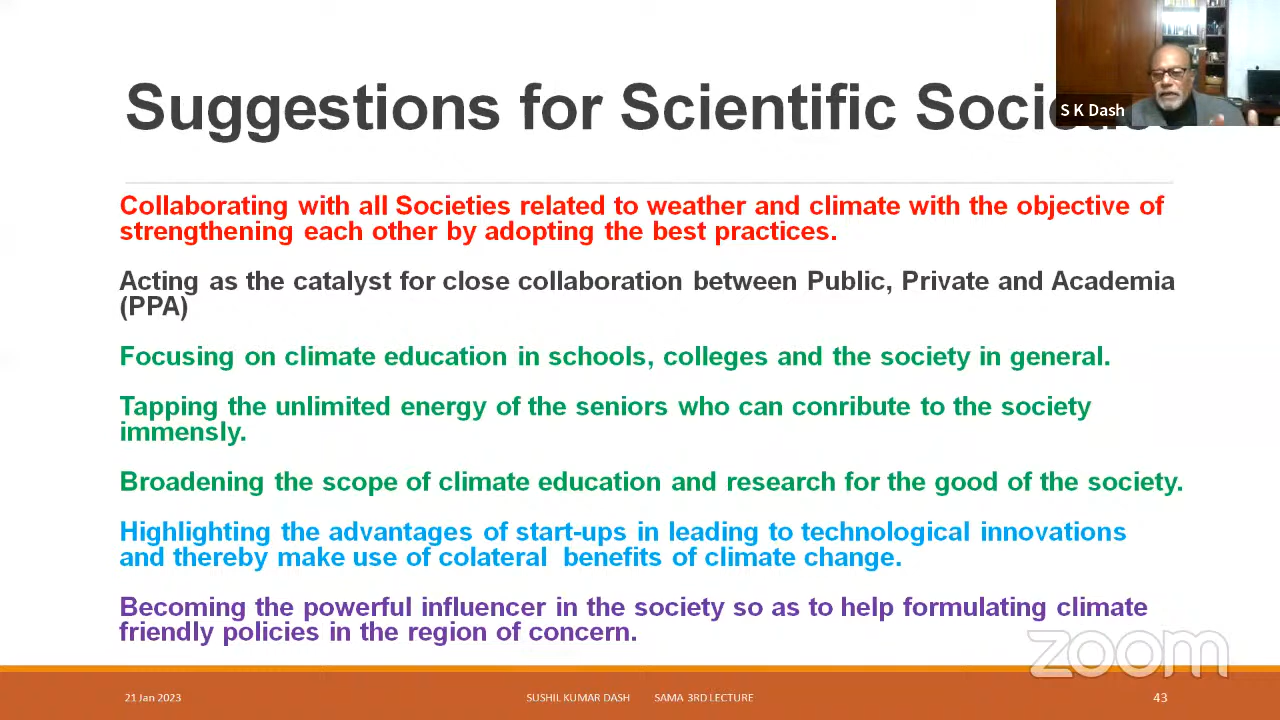 Suggestions for Scientific Societies
S K Dash
Collaborating with all Societies related to weather and climate with the objective of
strengthening each other by adopting the best practices.
Acting as the catalyst for close collaboration between Public, Private and Academia
(PPA)
Focusing on climate education in schools, colleges and the society in general.
Tapping the unlimited energy of the seniors who can conribute to the society
immensly.
Broadening the scope of climate education and research for the good of the society.
Highlighting the advantages of start-ups in leading to technological innovations
and thereby make use of colateral benefits of climate change.
Becoming the powerful influencer in the society so as to help formulating climate
friendly policies in the region of concern.
zoom
21 Jan 2023 SUSHIL KUMAR DASH SAMA 3RD LECTURE 43